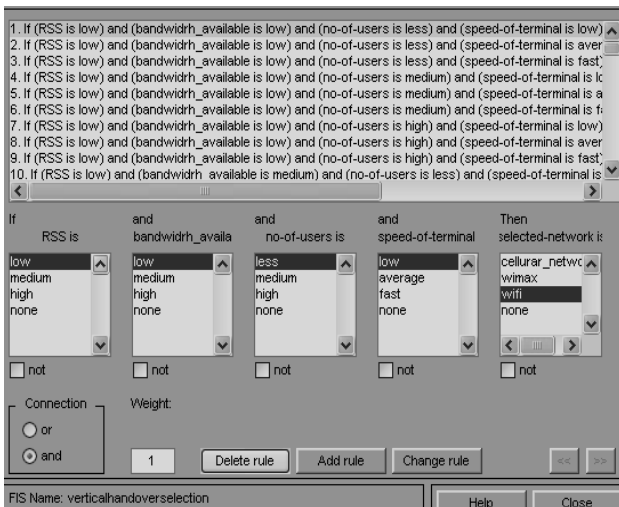 1. If (RSS is low) and (bandwidrh_available is low) and (no-of-users is less) and (speed-of-terminal is low)
2. If (RSS is low) and (bandwidrh_available is low) and (no-of-users is less) and (speed-of-terminal is aver
3. If (RSS is low) and (bandwidrh_available is low) and (no-of-users is less) and (speed-of-terminal is fast)
4. If (RSS is low) and (bandwidrh_available is low) and (no-of-users is medium) and (speed-of-terminal is lo
5. If (RSS is low) and (bandwidrh_available is low) and (no-of-users is medium) and (speed-of-terminal is a
6. If (RSS is low) and (bandwidrh_available is low) and (no-of-users is medium) and (speed-of-terminal is fa
7. If (RSS is low) and (bandwidrh_available is low) and (no-of-users is high) and (speed-of-terminal is low)
8. If (RSS is low) and (bandwidrh_available is low) and (no-of-users is high) and (speed-of-terminal is aver
9. If (RSS is low) and (bandwidrh_available is low) and (no-of-users is high) and (speed-of-terminal is fast)
10. If (RSS is low) and (bandwidrh_available is medium) and (no-of-users is less) and (speed-of-terminal is
If and and and Then
RSS is bandwidrh_availa no-of-users is speed-of-terminal selected-network is
low low less low cellurar_netwo
medium medium medium average wimax
high high high fast wifi
none none none none none
not not not not not
Connection Weight:
or
and 1 Delete rule Add rule Change rule << >>
FIS Name: verticalhandoverselection Help Close